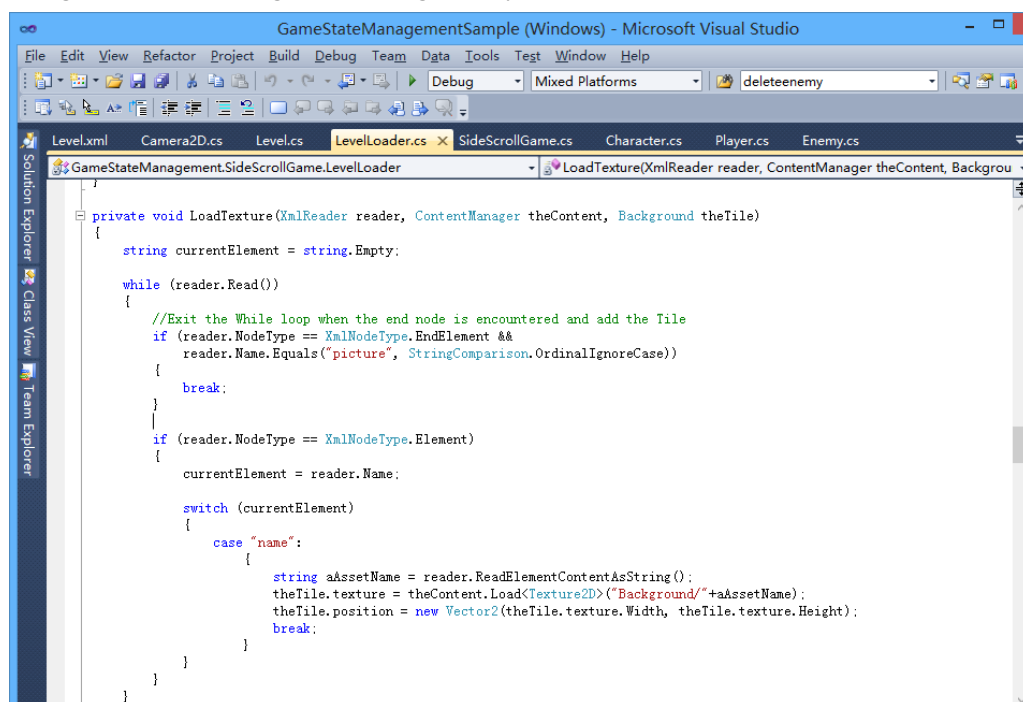 GameStateManagementSample (Windows) - Microsoft Visual Studio
File Edit View Refactor Project Build Debug Team Data Tools Test Window Help
Debug Mixed Platforms deleteenemy
Level.xml Camera2D.cs Level.cs LevelLoader.cs SideScrollGame.cs Character.cs Player.cs Enemy.cs
GameStateManagement.SideScrollGame.LevelLoader LoadTexture(XmlReader reader, ContentManager theContent, Backgrou
Solution Explorer
Class View
Team Explorer
}
private void LoadTexture(XmlReader reader, ContentManager theContent, Background theTile)
{
string currentElement = string.Empty;
while (reader.Read())
{
//Exit the While loop when the end node is encountered and add the Tile
if (reader.NodeType == XmlNodeType.EndElement &&
reader.Name.Equals("picture", StringComparison.OrdinalIgnoreCase))
{
break;
}
if (reader.NodeType == XmlNodeType.Element)
{
currentElement = reader.Name;
switch (currentElement)
{
case "name":
{
string aAssetName = reader.ReadElementContentAsString();
theTile.texture = theContent.Load<Texture2D>("Background/"+aAssetName);
theTile.position = new Vector2(theTile.texture.Width, theTile.texture.Height);
break;
}
}
}
}